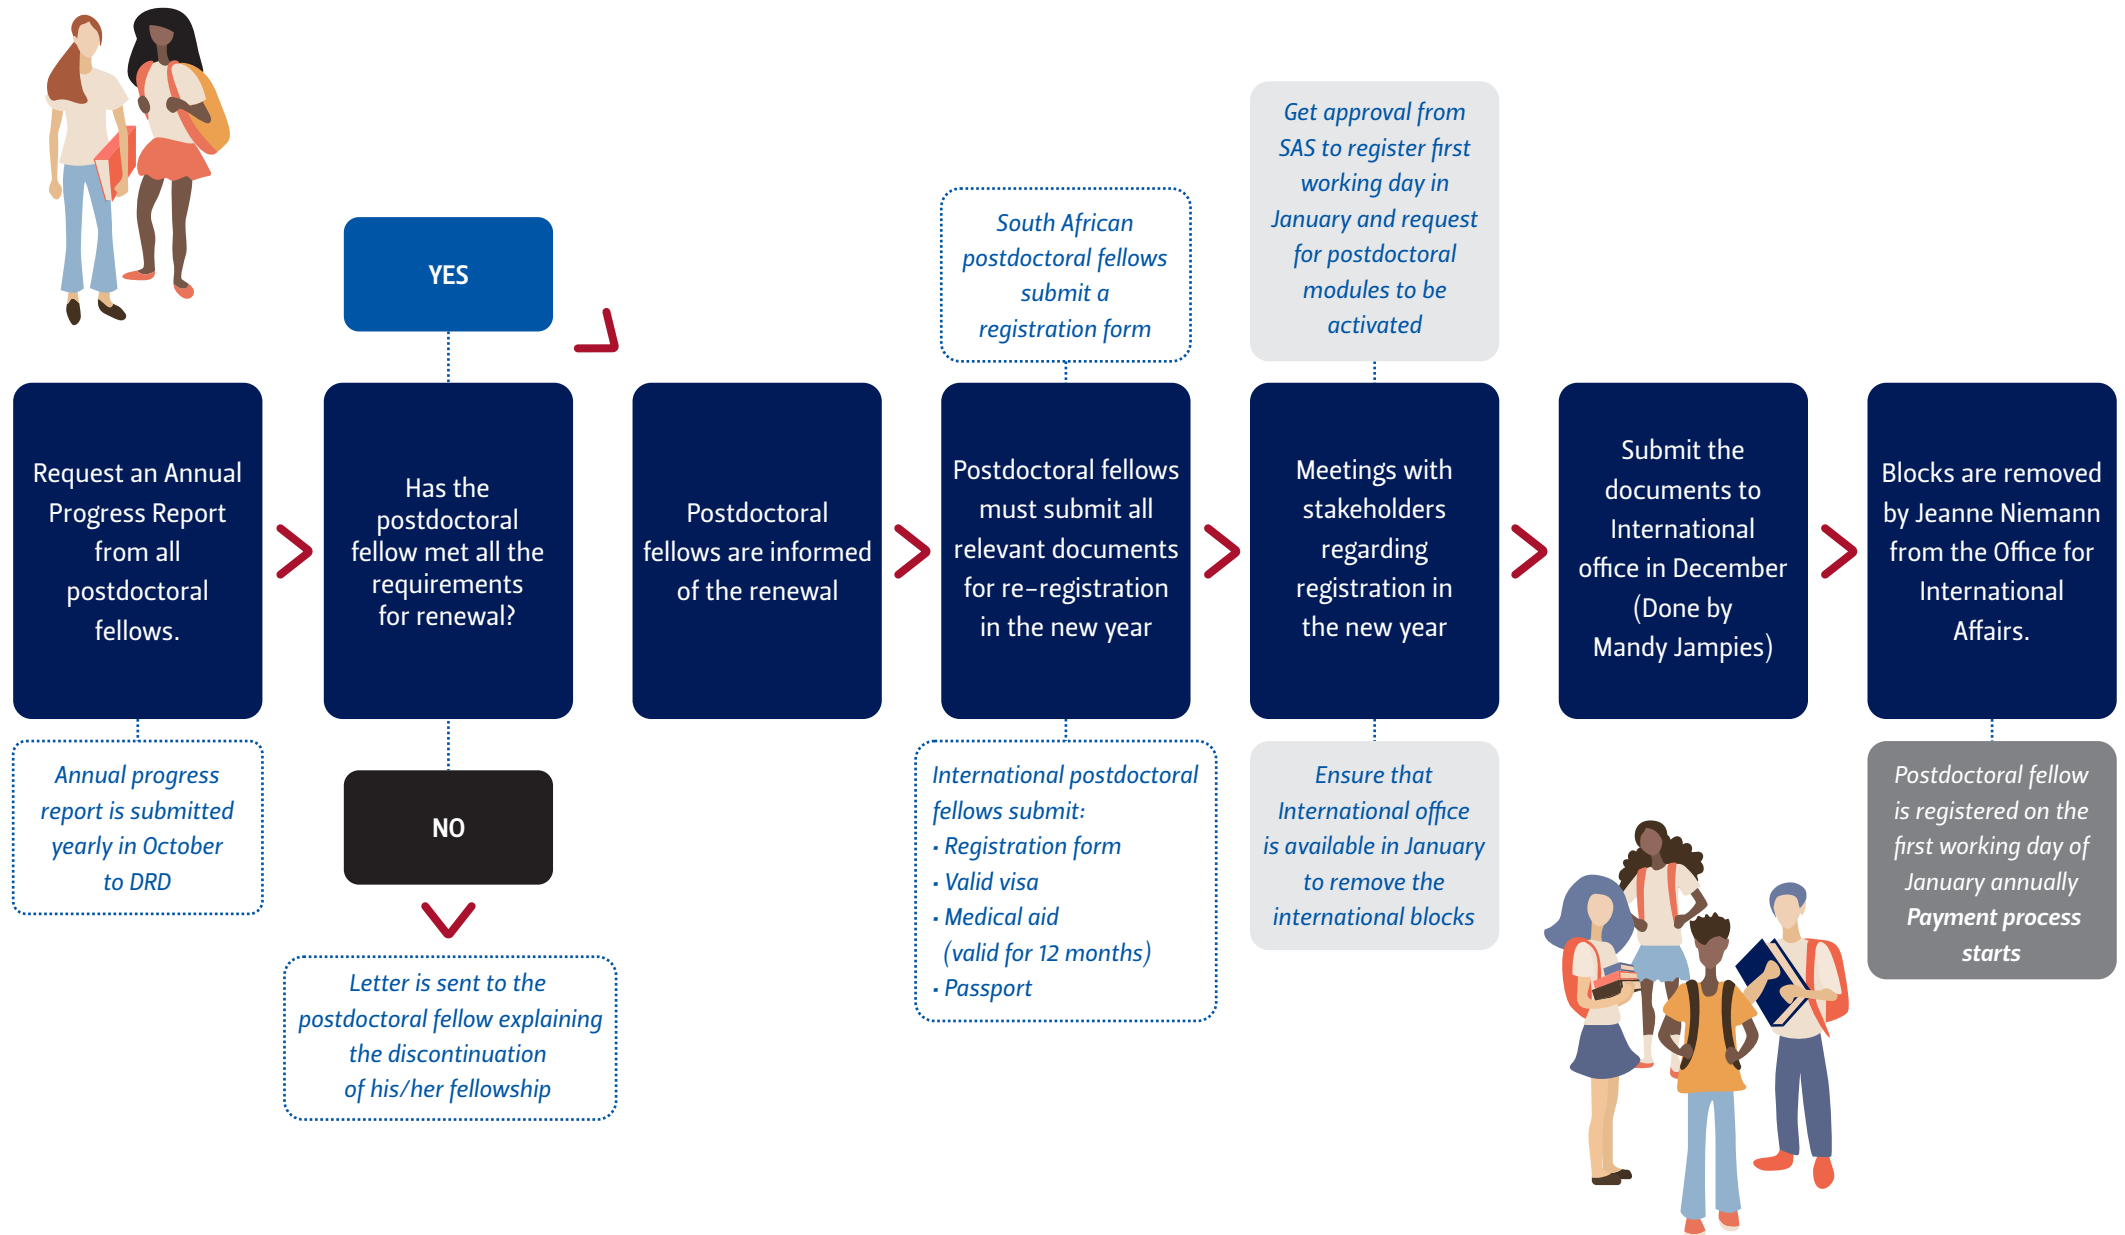 Request an Annual
Progress Report
from all
postdoctoral
fellows.
Annual progress
report is submitted
yearly in October
to DRD
YES
Has the
postdoctoral
fellow met all the
requirements
for renewal?
NO
Letter is sent to the
postdoctoral fellow explaining
the discontinuation
of his/her fellowship
Postdoctoral
fellows are informed
of the renewal
South African
postdoctoral fellows
submit a
registration form
Postdoctoral fellows
must submit all
relevant documents
for re-registration
in the new year
International postdoctoral
fellows submit:
• Registration form
• Valid visa
• Medical aid
(valid for 12 months)
• Passport
Get approval from
SAS to register first
working day in
January and request
for postdoctoral
modules to be
activated
Meetings with
stakeholders
regarding
registration in
the new year
Ensure that
International office
is available in January
to remove the
international blocks
Submit the
documents to
International
office in December
(Done by
Mandy Jampies)
Blocks are removed
by Jeanne Niemann
from the Office for
International
Affairs.
Postdoctoral fellow
is registered on the
first working day of
January annually
Payment process
starts